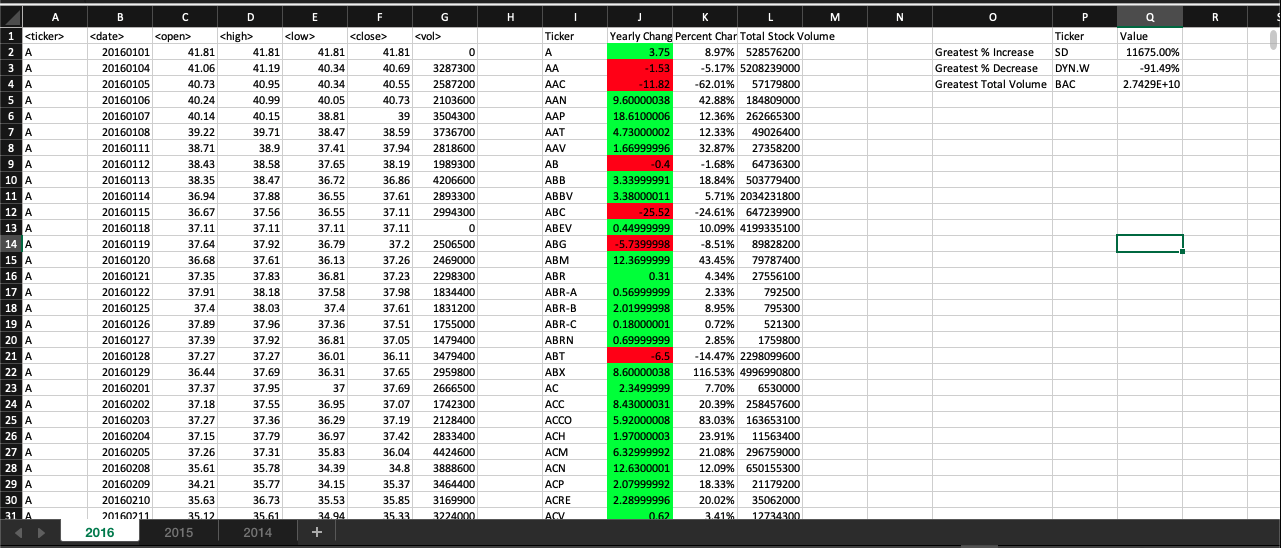 A B C D E F G H I J K L M N O P Q R S
1 <ticker> <date> <open> <high> <low> <close> <vol> Ticker Yearly Chang Percent Char Total Stock Volume Ticker Value
2 A 20160101 41.81 41.81 41.81 41.81 0 A 3.75 8.97% 528576200 Greatest % Increase SD 11675.00%
3 A 20160104 41.06 41.19 40.34 40.69 3287300 AA -1.53 -5.17% 5208239000 Greatest % Decrease DYN.W -91.49%
4 A 20160105 40.73 40.95 40.34 40.55 2587200 AAC -11.82 -62.01% 57179800 Greatest Total Volume BAC 2.7429E+10
5 A 20160106 40.24 40.99 40.05 40.73 2103600 AAN 9.60000038 42.88% 184809000
6 A 20160107 40.14 40.15 38.81 39 3504300 AAP 18.6100006 12.36% 262665300
7 A 20160108 39.22 39.71 38.47 38.59 3736700 AAT 4.73000002 12.33% 49026400
8 A 20160111 38.71 38.9 37.41 37.94 2818600 AAV 1.66999996 32.87% 27358200
9 A 20160112 38.43 38.58 37.65 38.19 1989300 AB -0.4 -1.68% 64736300
10 A 20160113 38.35 38.47 36.72 36.86 4206600 ABB 3.33999991 18.84% 503779400
11 A 20160114 36.94 37.88 36.55 37.61 2893300 ABBV 3.38000011 5.71% 2034231800
12 A 20160115 36.67 37.56 36.55 37.11 2994300 ABC -25.52 -24.61% 647239900
13 A 20160118 37.11 37.11 37.11 37.11 0 ABEV 0.44999999 10.09% 4199335100
14 A 20160119 37.64 37.92 36.79 37.2 2506500 ABG -5.7399998 -8.51% 89828200
15 A 20160120 36.68 37.61 36.13 37.26 2469000 ABM 12.3699999 43.45% 79787400
16 A 20160121 37.35 37.83 36.81 37.23 2298300 ABR 0.31 4.34% 27556100
17 A 20160122 37.91 38.18 37.58 37.98 1834400 ABR-A 0.56999999 2.33% 792500
18 A 20160125 37.4 38.03 37.4 37.61 1831200 ABR-B 2.01999998 8.95% 795300
19 A 20160126 37.89 37.96 37.36 37.51 1755000 ABR-C 0.18000001 0.72% 521300
20 A 20160127 37.39 37.92 36.81 37.05 1479400 ABRN 0.69999999 2.85% 1759800
21 A 20160128 37.27 37.27 36.01 36.11 3479400 ABT -6.5 -14.47% 2298099600
22 A 20160129 36.44 37.69 36.31 37.65 2959800 ABX 8.60000038 116.53% 4996990800
23 A 20160201 37.37 37.95 37 37.69 2666500 AC 2.3499999 7.70% 6530000
24 A 20160202 37.18 37.55 36.95 37.07 1742300 ACC 8.43000031 20.39% 258457600
25 A 20160203 37.27 37.36 36.29 37.19 2128400 ACCO 5.92000008 83.03% 163653100
26 A 20160204 37.15 37.79 36.97 37.42 2833400 ACH 1.97000003 23.91% 11563400
27 A 20160205 37.26 37.31 35.83 36.04 4424600 ACM 6.32999992 21.08% 296759000
28 A 20160208 35.61 35.78 34.39 34.8 3888600 ACN 12.6300001 12.09% 650155300
29 A 20160209 34.21 35.77 34.15 35.37 3464400 ACP 2.07999992 18.33% 21179200
30 A 20160210 35.63 36.73 35.53 35.85 3169900 ACRE 2.28999996 20.02% 35062000
31 A 20160211 35.12 35.61 34.94 35.33 3224000 ACV 0.62 3.41% 12734300
2016 2015 2014 +